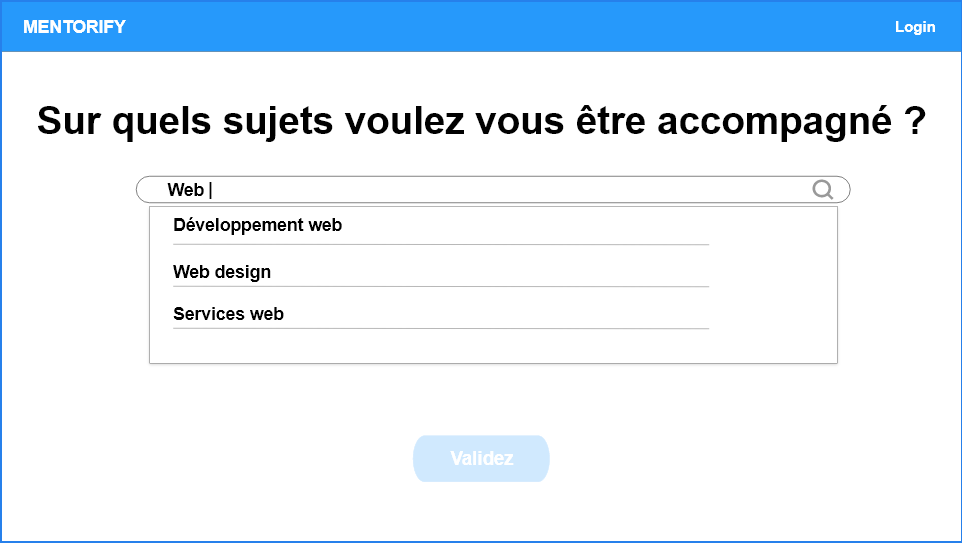 MENTORIFY
Login
Sur quels sujets voulez vous être accompagné ?
Web |
Développement web
Web design
Services web
Validez